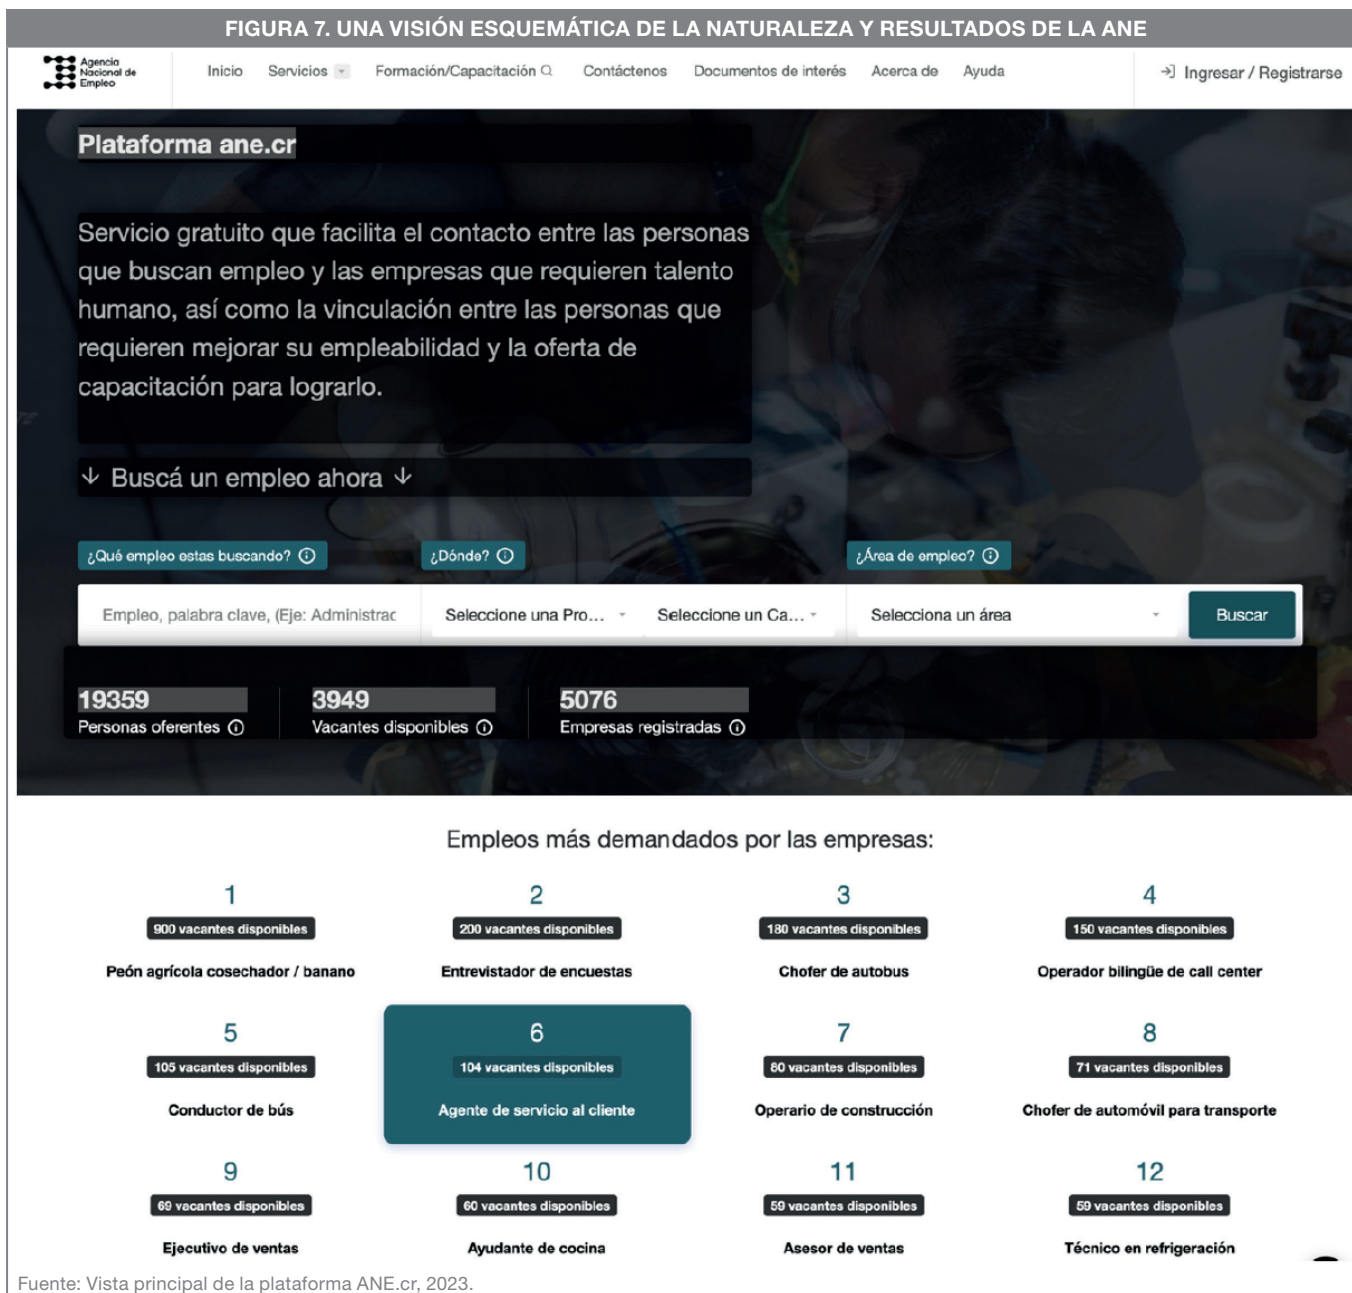 FIGURA 7. UNA VISIÓN ESQUEMÁTICA DE LA NATURALEZA Y RESULTADOS DE LA ANE
Agencia
Nacional de
Empleo
Inicio Servicios Formación/Capacitación Contáctenos Documentos de interés Acerca de Ayuda Ingresar / Registrarse
Plataforma ane.cr
Servicio gratuito que facilita el contacto entre las personas
que buscan empleo y las empresas que requieren talento
humano, así como la vinculación entre las personas que
requieren mejorar su empleabilidad y la oferta de
capacitación para lograrlo.
↓ Buscá un empleo ahora ↓
¿Qué empleo estas buscando? ¿Dónde? ¿Área de empleo?
Empleo, palabra clave, (Eje: Administrac Seleccione una Pro... Seleccione un Ca... Selecciona un área Buscar
19359 3949 5076
Personas oferentes Vacantes disponibles Empresas registradas
Empleos más demandados por las empresas:
1 2 3 4
900 vacantes disponibles 200 vacantes disponibles 180 vacantes disponibles 150 vacantes disponibles
Peón agrícola cosechador / banano Entrevistador de encuestas Chofer de autobus Operador bilingüe de call center
5 6 7 8
105 vacantes disponibles 104 vacantes disponibles 80 vacantes disponibles 71 vacantes disponibles
Conductor de bús Agente de servicio al cliente Operario de construcción Chofer de automóvil para transporte
9 10 11 12
69 vacantes disponibles 60 vacantes disponibles 59 vacantes disponibles 59 vacantes disponibles
Ejecutivo de ventas Ayudante de cocina Asesor de ventas Técnico en refrigeración
Fuente: Vista principal de la plataforma ANE.cr, 2023.